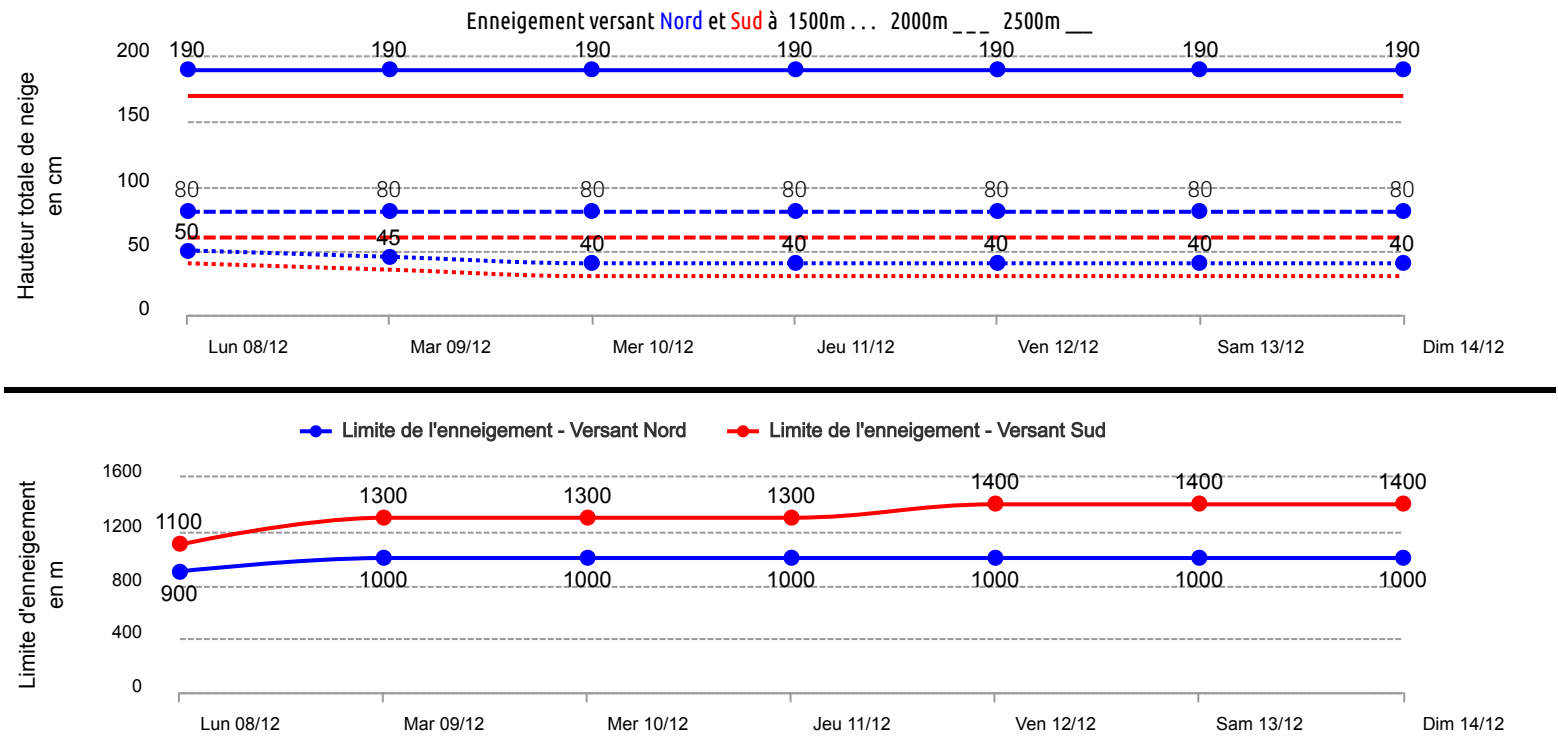 Enneigement versant Nord et Sud à 1500m . . . 2000m _ _ _ 2500m __
Hauteur totale de neige
en cm
200
150
100
50
0
190 190 190 190 190 190 190
80 80 80 80 80 80 80
50 45 40 40 40 40 40
Lun 08/12 Mar 09/12 Mer 10/12 Jeu 11/12 Ven 12/12 Sam 13/12 Dim 14/12
Limite de l'enneigement - Versant Nord Limite de l'enneigement - Versant Sud
Limite d'enneigement
en m
1600
1200
800
400
0
1100 1300 1300 1300 1400 1400 1400
900 1000 1000 1000 1000 1000 1000
Lun 08/12 Mar 09/12 Mer 10/12 Jeu 11/12 Ven 12/12 Sam 13/12 Dim 14/12